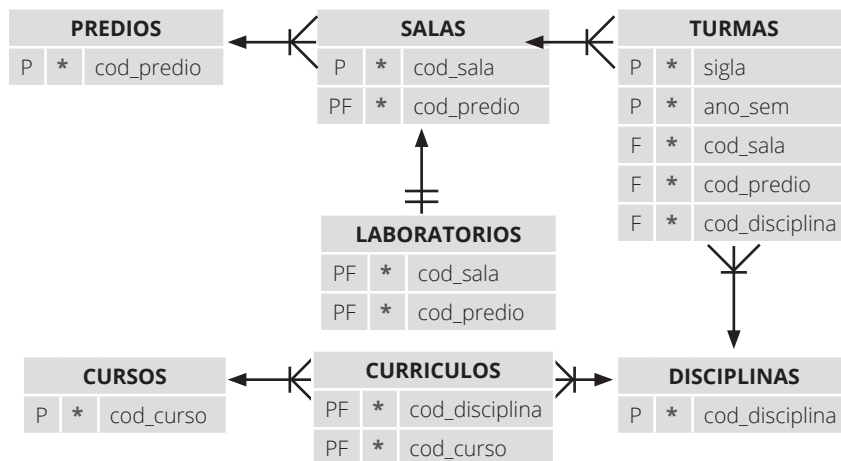 PREDIOS
P * cod_predio
SALAS
P * cod_sala
PF * cod_predio
TURMAS
P * sigla
P * ano_sem
F * cod_sala
F * cod_predio
F * cod_disciplina
LABORATORIOS
PF * cod_sala
PF * cod_predio
CURSOS
P * cod_curso
CURRICULOS
PF * cod_disciplina
PF * cod_curso
DISCIPLINAS
P * cod_disciplina